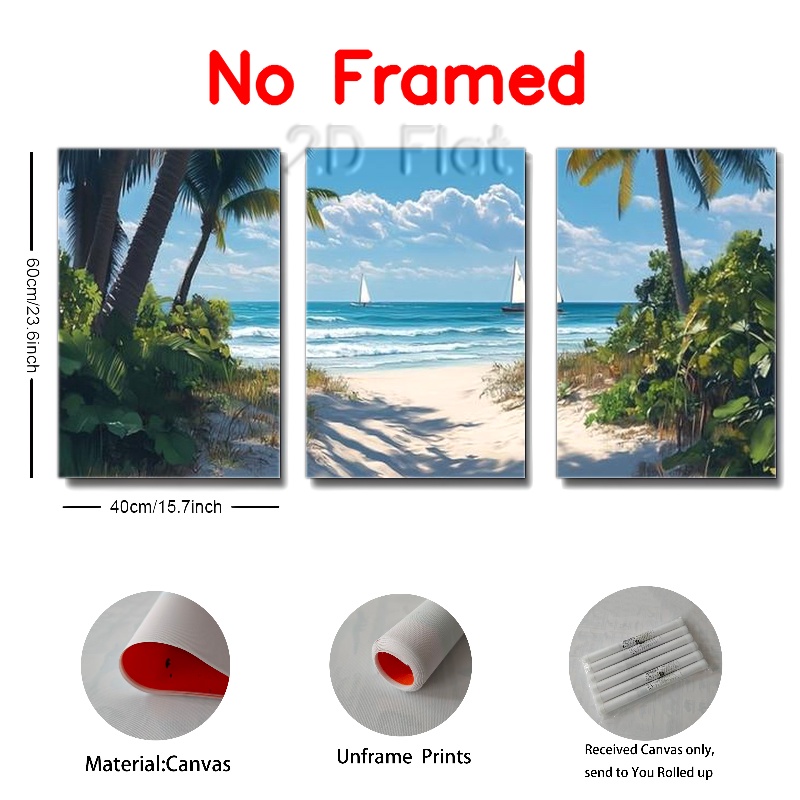 No Framed
2D Flat
60cm/23.6inch
40cm/15.7inch
Material:Canvas
Unframe Prints
Received Canvas only,
send to You Rolled up